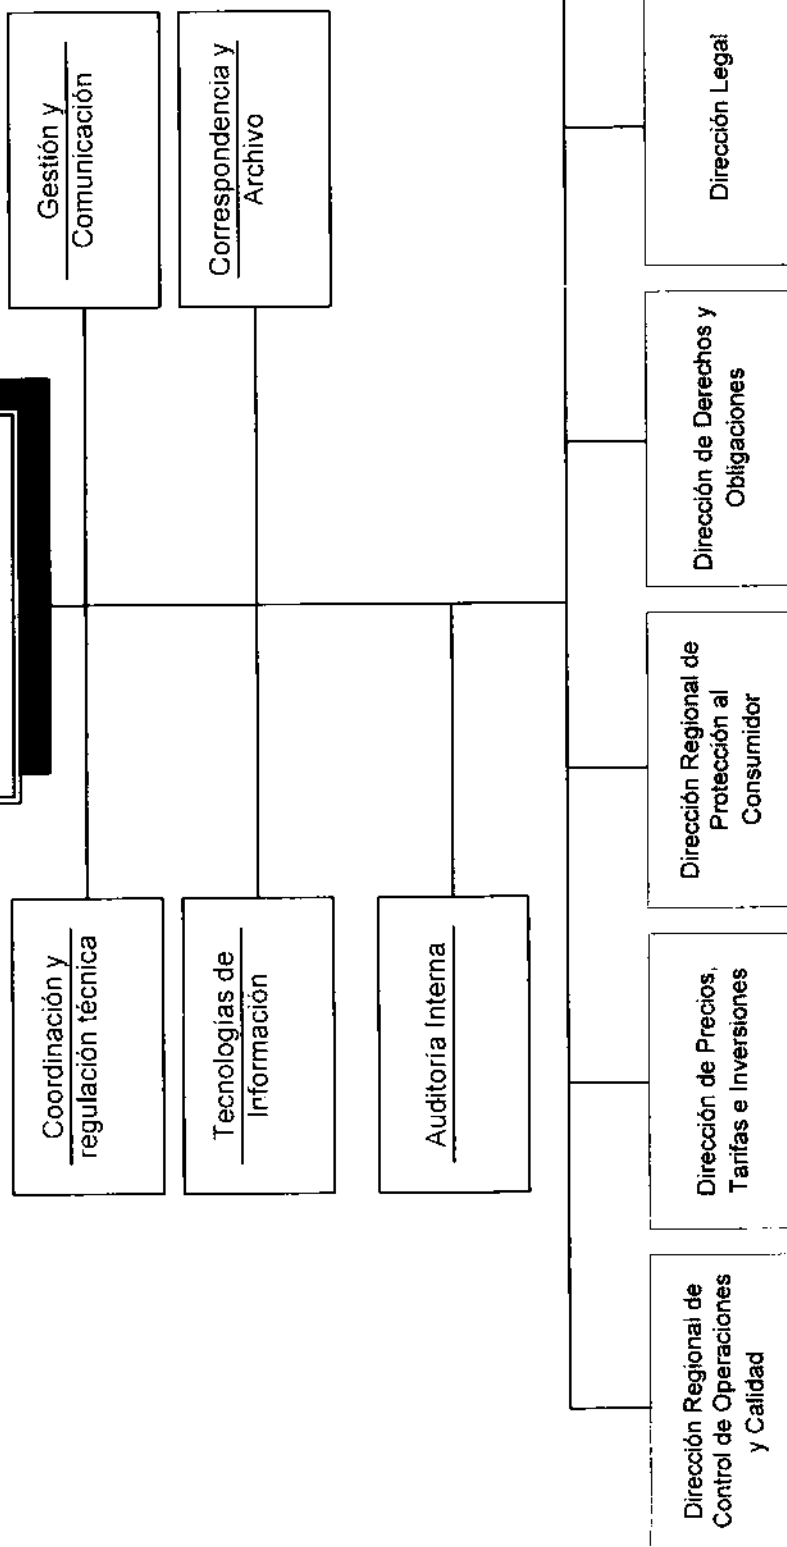 Coordinación y
regulación técnica
Gestión y
Comunicación
Tecnologías de
Información
Correspondencia y
Archivo
Auditoría Interna
Dirección Regional de
Control de Operaciones
y Calidad
Dirección de Precios,
Tarifas e Inversiones
Dirección Regional de
Protección al
Consumidor
Dirección de Derechos y
Obligaciones
Dirección Legal